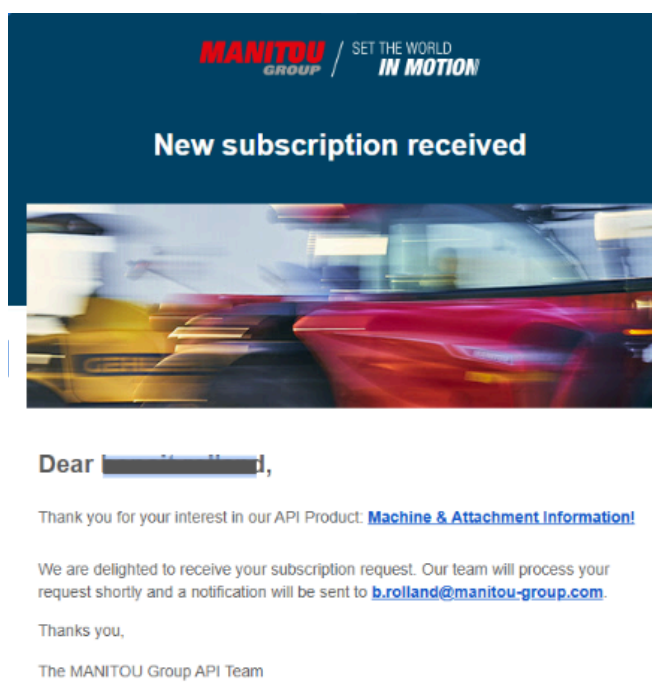 MANITOU
GROUP
SET THE WORLD
IN MOTION
New subscription received
GEHL
Dear
Thank you for your interest in our API Product: Machine & Attachment Information!
We are delighted to receive your subscription request. Our team will process your
request shortly and a notification will be sent to b.rolland@manitou-group.com.
Thanks you,
The MANITOU Group API Team